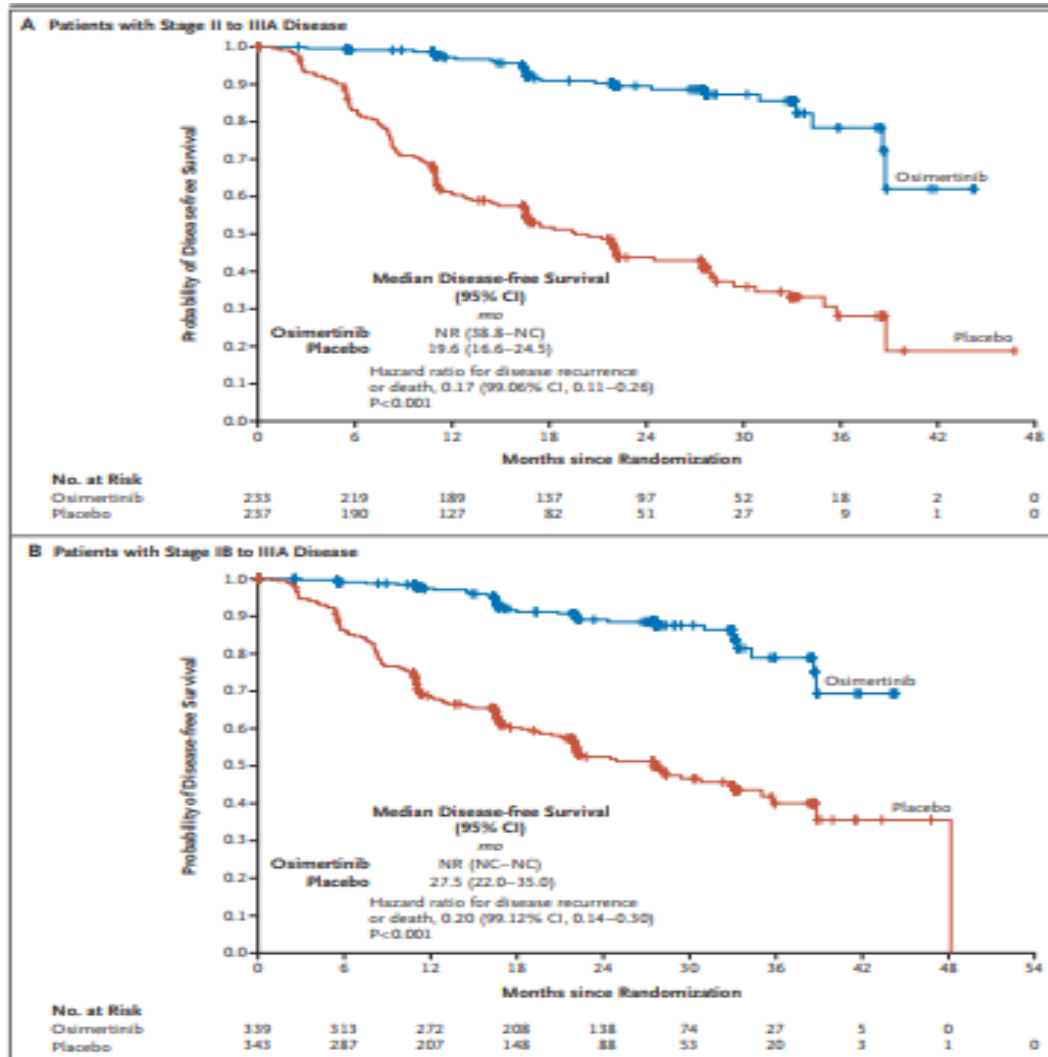 A Patients with Stage II to IIIA Disease
Probability of Disease-free Survival
1.0
0.9
0.8
0.7
0.6
0.5
0.4
0.3
0.2
0.1
0.0
Osimertinib
Placebo
Median Disease-free Survival
(95% CI)
mo
Osimertinib NR (38.8–NC)
Placebo 19.6 (16.6–24.5)
Hazard ratio for disease recurrence
or death, 0.17 (99.06% CI, 0.11–0.26)
P<0.001
0 6 12 18 24 30 36 42 48
Months since Randomization
No. at Risk
Osimertinib 233 219 189 137 97 52 18 2 0
Placebo 237 190 127 82 51 27 9 1 0
B Patients with Stage IB to IIIA Disease
Probability of Disease-free Survival
1.0
0.9
0.8
0.7
0.6
0.5
0.4
0.3
0.2
0.1
0.0
Osimertinib
Placebo
Median Disease-free Survival
(95% CI)
mo
Osimertinib NR (NC–NC)
Placebo 27.5 (22.0–35.0)
Hazard ratio for disease recurrence
or death, 0.20 (99.12% CI, 0.14–0.30)
P<0.001
0 6 12 18 24 30 36 42 48 54
Months since Randomization
No. at Risk
Osimertinib 339 313 272 208 138 74 27 5 0
Placebo 343 287 207 148 88 53 20 3 1 0